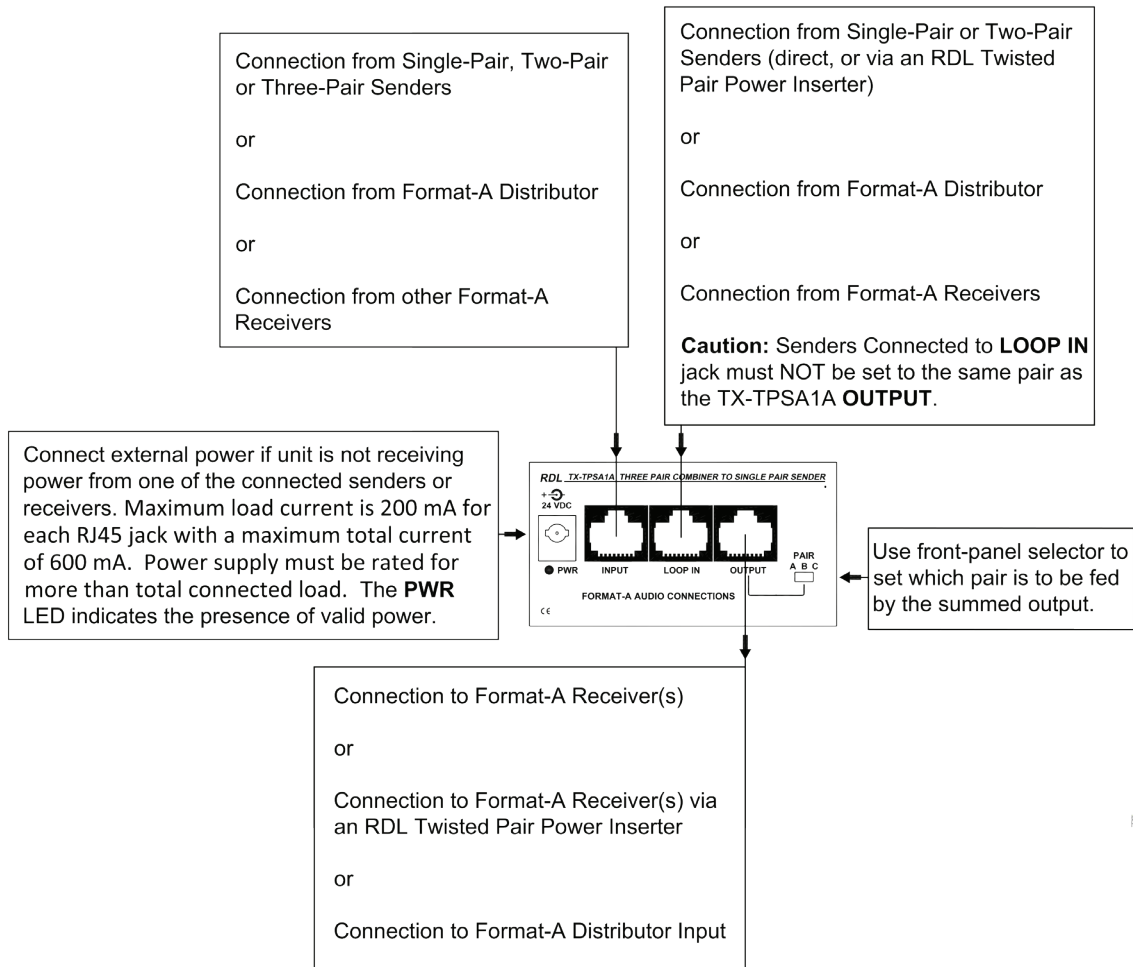 Connection from Single-Pair, Two-Pair
or Three-Pair Senders
or
Connection from Format-A Distributor
or
Connection from other Format-A
Receivers
Connection from Single-Pair or Two-Pair
Senders (direct, or via an RDL Twisted
Pair Power Inserter)
or
Connection from Format-A Distributor
or
Connection from Format-A Receivers
Caution: Senders Connected to LOOP IN
jack must NOT be set to the same pair as
the TX-TPSA1A OUTPUT.
Connect external power if unit is not receiving
power from one of the connected senders or
receivers. Maximum load current is 200 mA for
each RJ45 jack with a maximum total current
of 600 mA.  Power supply must be rated for
more than total connected load.  The PWR
LED indicates the presence of valid power.
RDL TX-TPSA1A THREE PAIR COMBINER TO SINGLE PAIR SENDER
+ -
24 VDC
PWR
INPUT
LOOP IN
OUTPUT
PAIR
A B C
FORMAT-A AUDIO CONNECTIONS
CE
Use front-panel selector to
set which pair is to be fed
by the summed output.
Connection to Format-A Receiver(s)
or
Connection to Format-A Receiver(s) via
an RDL Twisted Pair Power Inserter
or
Connection to Format-A Distributor Input